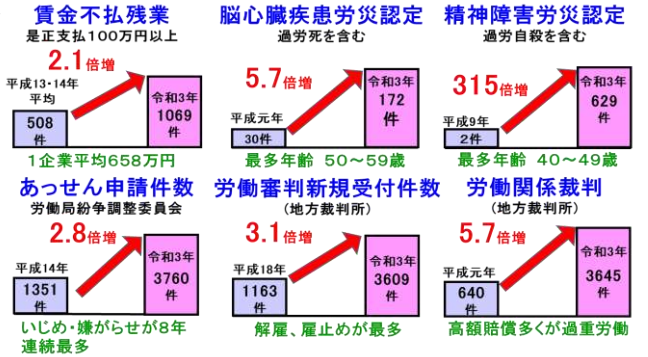 賃金不払残業
是正支払100万円以上
2.1倍増
平成13・14年
平均
508
件
令和3年
1069
件
1企業平均658万円
脳心臓疾患労災認定
過労死を含む
5.7倍増
平成元年
30件
令和3年
172
件
最多年齢 50～59歳
精神障害労災認定
過労自殺を含む
315倍増
平成9年
2件
令和3年
629
件
最多年齢 40～49歳
あっせん申請件数
労働局紛争調整委員会
2.8倍増
平成14年
1351
件
令和3年
3760
件
いじめ・嫌がらせが8年
連続最多
労働審判新規受付件数
(地方裁判所)
3.1倍増
平成18年
1163
件
令和3年
3609
件
解雇、雇止めが最多
労働関係裁判
(地方裁判所)
5.7倍増
平成元年
640
件
令和3年
3645
件
高額賠償多くが過重労働